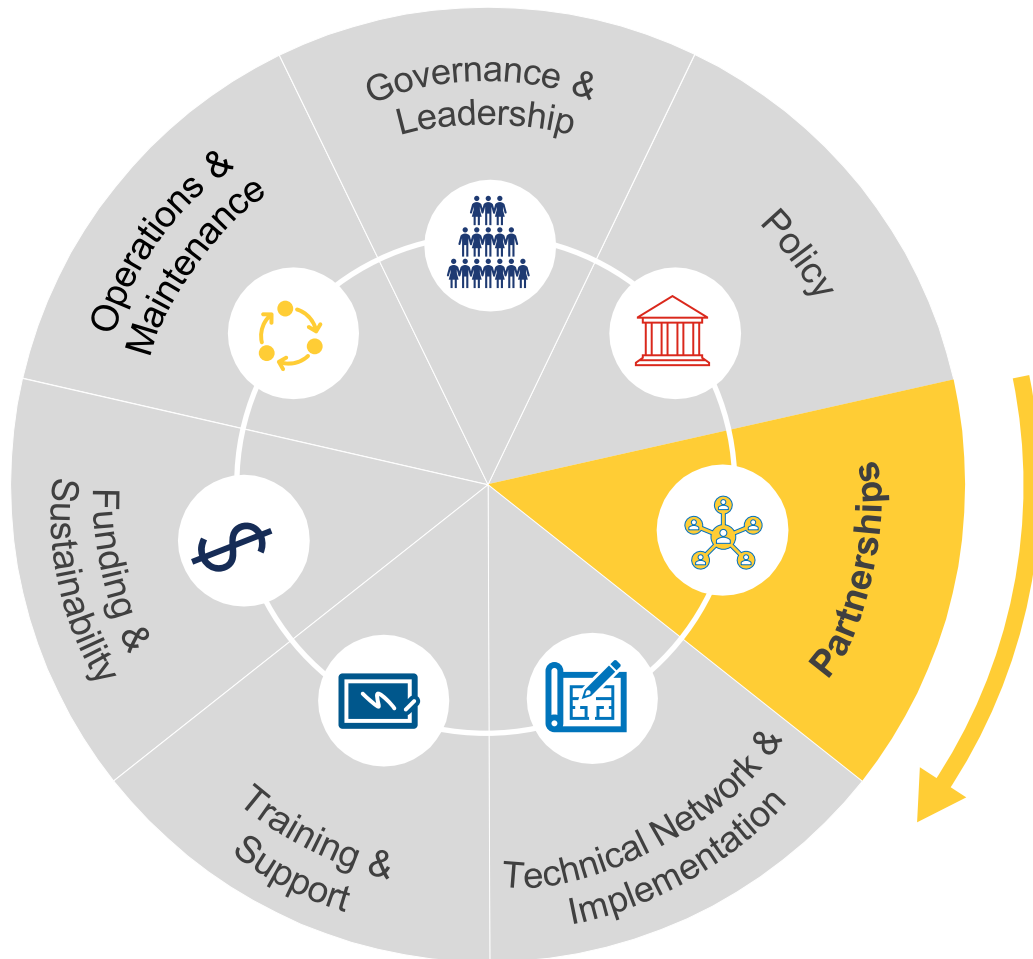 Governance &
Leadership
Policy
Partnerships
Technical Network &
Implementation
Training &
Support
Funding &
Sustainability
Operations &
Maintenance